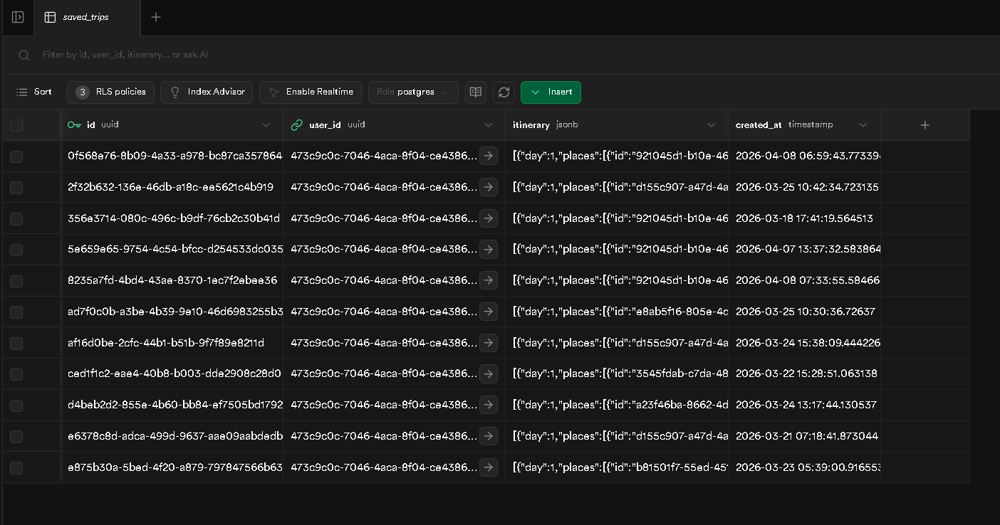 saved_trips
Filter by id, user_id, itinerary... or ask AI
Sort 3 RLS policies Index Advisor Enable Realtime Role postgres Insert
id uuid user_id uuid itinerary jsonb created_at timestamp
0f568e76-8b09-4a33-a978-bc87ca357864 473c9c0c-7046-4aca-8f04-ce4386... [{"day":1,"places":[{"id":"921045d1-b10e-46 2026-04-08 06:59:43.77339
2f32b632-136e-46db-a18c-ee5621c4b919 473c9c0c-7046-4aca-8f04-ce4386... [{"day":1,"places":[{"id":"d155c907-a47d-4a 2026-03-25 10:42:34.723135
356e3714-080c-496c-b9df-76cb2c30b41d 473c9c0c-7046-4aca-8f04-ce4386... [{"day":1,"places":[{"id":"921045d1-b10e-46 2026-03-18 17:41:19.564513
5e659e65-9754-4c54-bfcc-d254533dc035 473c9c0c-7046-4aca-8f04-ce4386... [{"day":1,"places":[{"id":"921045d1-b10e-46 2026-04-07 13:37:32.583864
8235a7fd-4bd4-43ae-8370-1ec7f2ebee36 473c9c0c-7046-4aca-8f04-ce4386... [{"day":1,"places":[{"id":"921045d1-b10e-46 2026-04-08 07:33:55.58466
ad7f0c0b-a3be-4b39-9e10-46d6983255b3 473c9c0c-7046-4aca-8f04-ce4386... [{"day":1,"places":[{"id":"e8ab5f16-805e-4c 2026-03-25 10:30:36.72637
af16d0be-2cfc-44b1-b51b-9f7f89e8211d 473c9c0c-7046-4aca-8f04-ce4386... [{"day":1,"places":[{"id":"d155c907-a47d-4a 2026-03-24 15:38:09.444226
ced1f1c2-eae4-40b8-b003-dde2908c28d0 473c9c0c-7046-4aca-8f04-ce4386... [{"day":1,"places":[{"id":"3545fdab-c7da-48 2026-03-22 15:28:51.063138
d4beb2d2-855e-4b60-bb84-ef7505bd1792 473c9c0c-7046-4aca-8f04-ce4386... [{"day":1,"places":[{"id":"a23f46ba-8662-4d 2026-03-24 13:17:44.130537
e6378c8d-adca-499d-9637-aae09aabdedb 473c9c0c-7046-4aca-8f04-ce4386... [{"day":1,"places":[{"id":"d155c907-a47d-4a 2026-03-21 07:18:41.873044
e875b30a-5bed-4f20-a879-797847566b63 473c9c0c-7046-4aca-8f04-ce4386... [{"day":1,"places":[{"id":"b81501f7-55ed-45 2026-03-23 05:39:00.916553